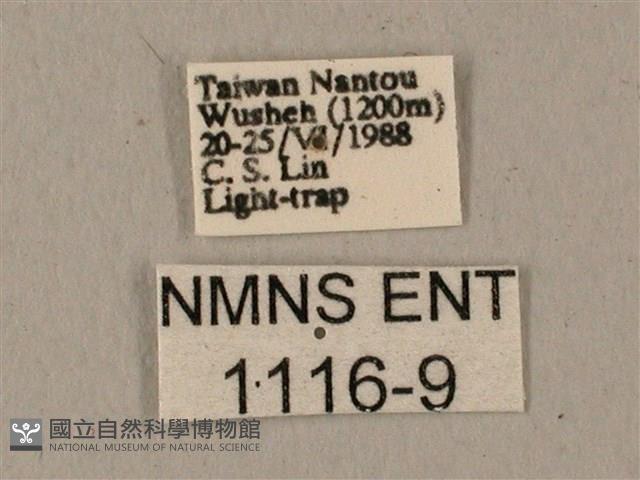 Taiwan Nantou
Wusheh (1200m)
20-25/ /1988
C. S. Lin
Light-trap
NMNS ENT
1116-9
國立自然科學博物館
NATIONAL MUSEUM OF NATURAL SCIENCE